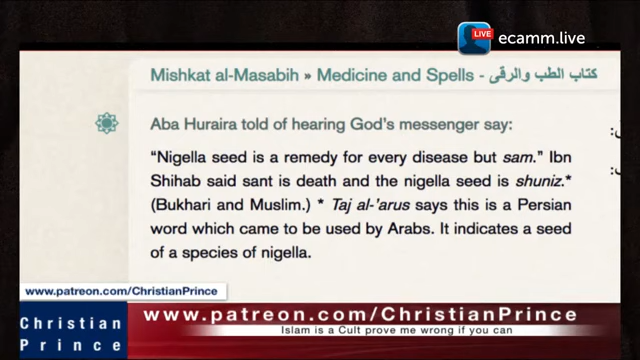 LIVE
ecamm.live
Mishkat al-Masabih » Medicine and Spells - كتاب الطب والرقى
Aba Huraira told of hearing God's messenger say:
"Nigella seed is a remedy for every disease but sam." Ibn
Shihab said sant is death and the nigella seed is shuniz.*
(Bukhari and Muslim.) * Taj al-'arus says this is a Persian
word which came to be used by Arabs. It indicates a seed
of a species of nigella.
www.patreon.com/ChristianPrince
Christian
Prince
www.patreon.com/ChristianPrince
Islam is a Cult prove me wrong if you can